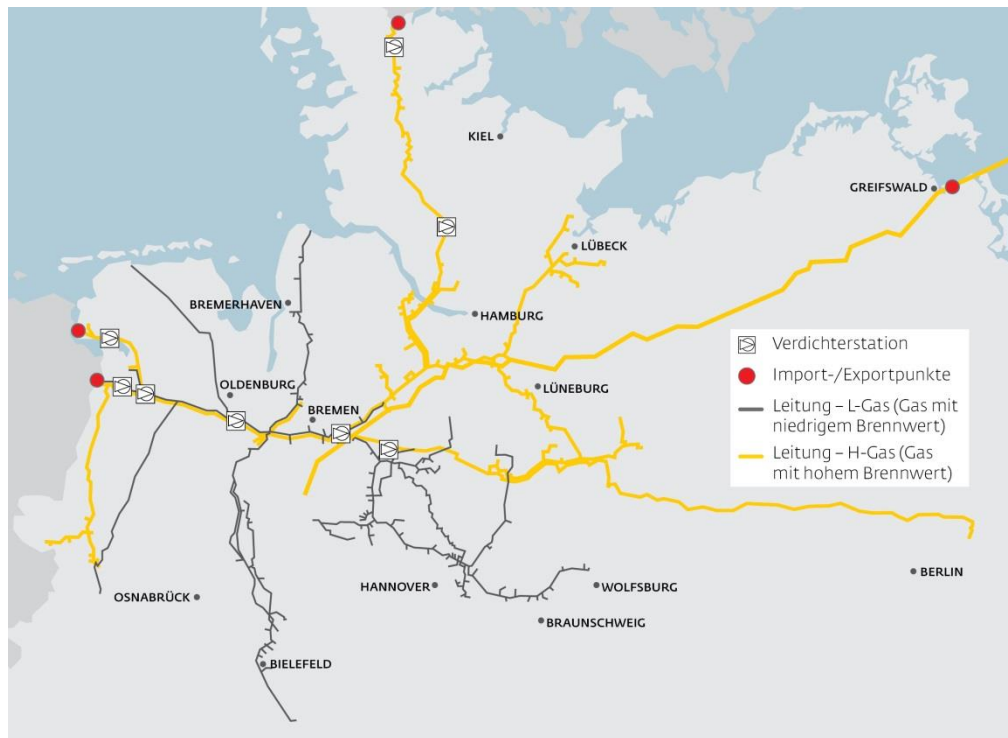 KIEL
GREIFSWALD
LÜBECK
BREMERHAVEN
HAMBURG
Verdichterstation
Import-/Exportpunkte
OLDENBURG
LÜNEBURG
BREMEN
Leitung – L-Gas (Gas mit
niedrigem Brennwert)
Leitung – H-Gas (Gas
mit hohem Brennwert)
BERLIN
HANNOVER
WOLFSBURG
OSNABRÜCK
BRAUNSCHWEIG
BIELEFELD